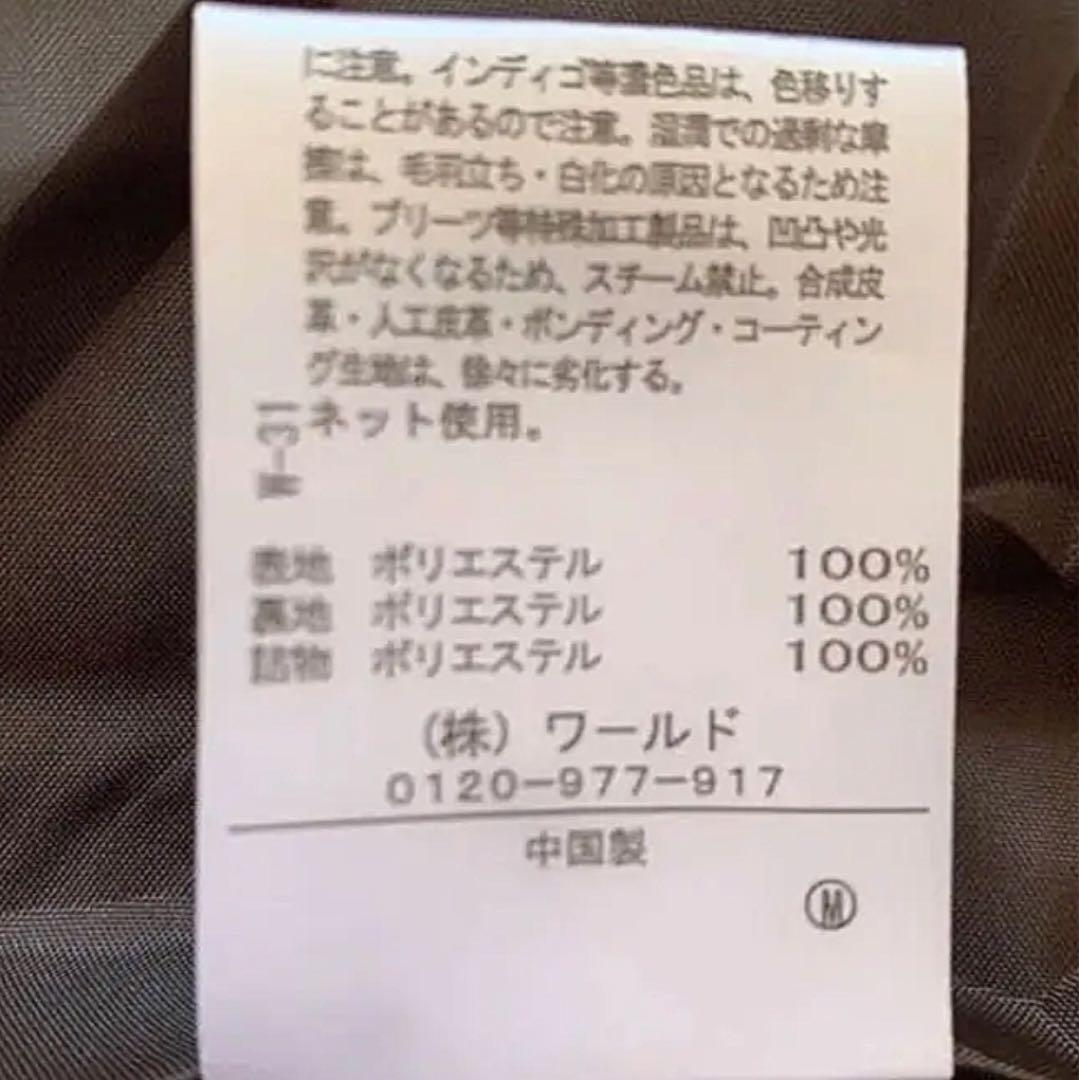 に注意。インディゴ等濃色品は、色移りす
ることがあるので注意。湿潤での過剰な摩
擦は、毛羽立ち・白化の原因となるため注
意。プリーツ等特殊加工製品は、凹凸や光
沢がなくなるため、スチーム禁止。合成皮
革・人工皮革・ボンディング・コーティン
グ生地は、徐々に劣化する。
ネット使用。
W-31
表地 ポリエステル 100%
裏地 ポリエステル 100%
詰物 ポリエステル 100%
(株) ワールド
0120-977-917
中国製
M